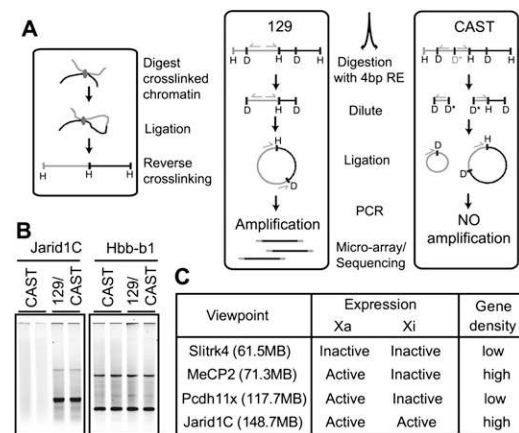 A
Digest
crosslinked
chromatin
Ligation
Reverse
crosslinking
H H H
129
H D H D H
D H D
H
D
Amplification
Digestion
with 4bp RE
Dilute
Ligation
PCR
Micro-array/
Sequencing
CAST
H D D* H D H
D D* D* H D
D
H
D
NO
amplification
B
Jarid1C Hbb-b1
CAST 129/ CAST CAST 129/ CAST
C
Viewpoint Expression Gene density
Xa Xi
Slitrk4 (61.5MB) Inactive Inactive low
MeCP2 (71.3MB) Active Inactive high
Pcdh11x (117.7MB) Active Inactive low
Jarid1C (148.7MB) Active Active high